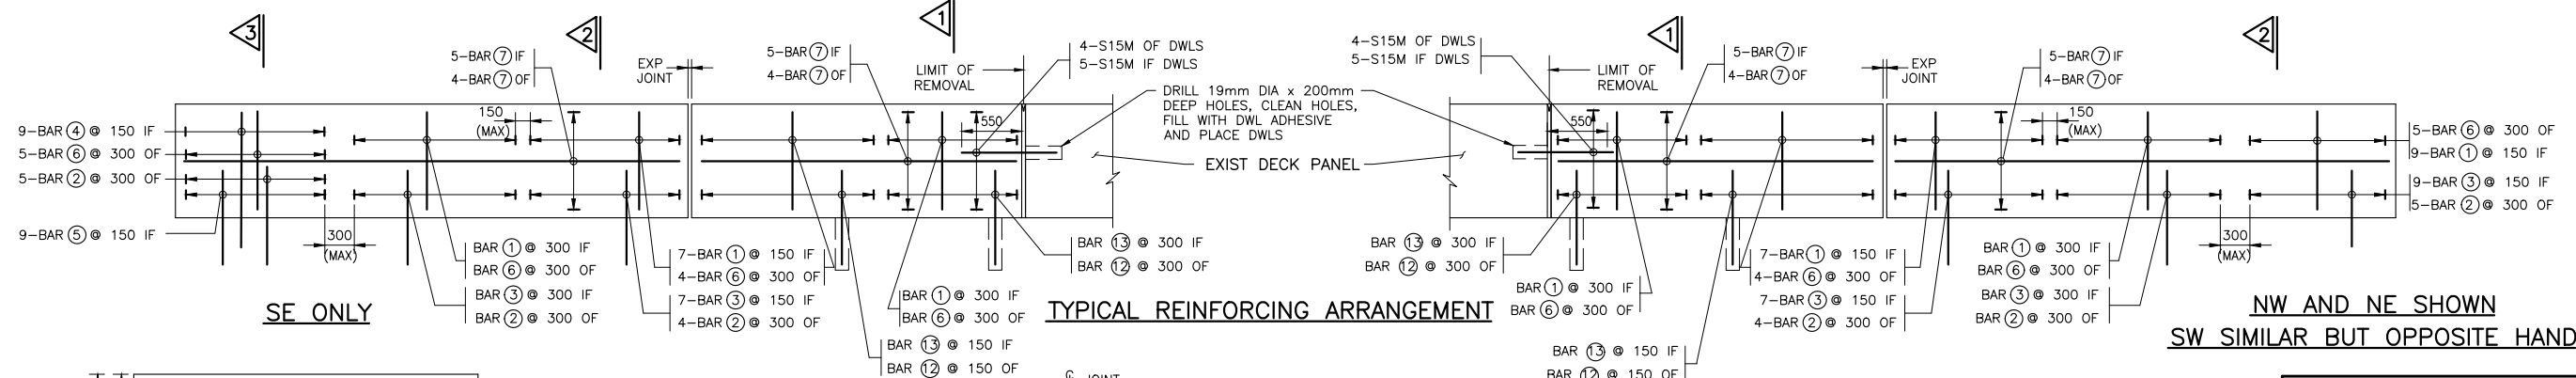 3
2
1
1
2
5-BAR 7 IF
4-BAR 7 OF
EXP
JOINT
5-BAR 7 IF
4-BAR 7 OF
LIMIT OF
REMOVAL
4-S15M OF DWLS
5-S15M IF DWLS
4-S15M OF DWLS
5-S15M IF DWLS
LIMIT OF
REMOVAL
5-BAR 7 IF
4-BAR 7 OF
EXP
JOINT
5-BAR 7 IF
4-BAR 7 OF
DRILL 19mm DIA x 200mm
DEEP HOLES, CLEAN HOLES,
FILL WITH DWL ADHESIVE
AND PLACE DWLS
150
(MAX)
550
550
150
(MAX)
9-BAR 4 @ 150 IF
5-BAR 6 @ 300 OF
5-BAR 2 @ 300 OF
9-BAR 5 @ 150 IF
EXIST DECK PANEL
5-BAR 6 @ 300 OF
9-BAR 1 @ 150 IF
9-BAR 3 @ 150 IF
5-BAR 2 @ 300 OF
300
(MAX)
BAR 1 @ 300 IF
BAR 6 @ 300 OF
BAR 3 @ 300 IF
BAR 2 @ 300 OF
7-BAR 1 @ 150 IF
4-BAR 6 @ 300 OF
7-BAR 3 @ 150 IF
4-BAR 2 @ 300 OF
BAR 1 @ 300 IF
BAR 6 @ 300 OF
BAR 13 @ 150 IF
BAR 12 @ 150 OF
BAR 13 @ 300 IF
BAR 12 @ 300 OF
BAR 13 @ 300 IF
BAR 12 @ 300 OF
BAR 1 @ 300 IF
BAR 6 @ 300 OF
BAR 13 @ 150 IF
BAR 12 @ 150 OF
7-BAR 1 @ 150 IF
4-BAR 6 @ 300 OF
7-BAR 3 @ 150 IF
4-BAR 2 @ 300 OF
BAR 1 @ 300 IF
BAR 6 @ 300 OF
BAR 3 @ 300 IF
BAR 2 @ 300 OF
300
(MAX)
SE ONLY
TYPICAL REINFORCING ARRANGEMENT
NW AND NE SHOWN
SW SIMILAR BUT OPPOSITE HAND
JOINT